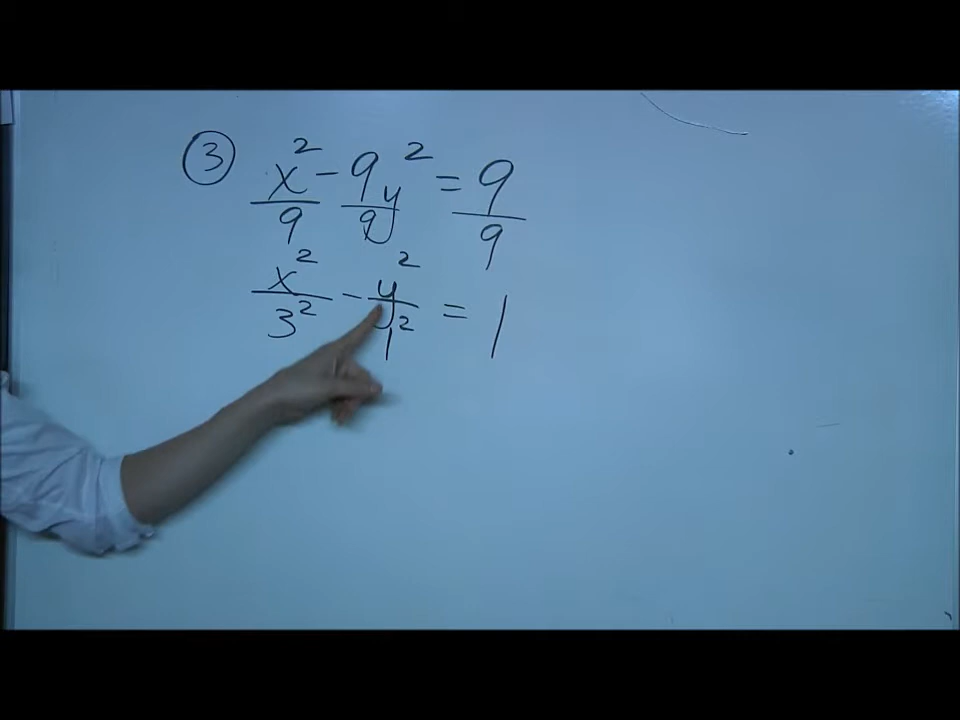 ③ x² - 9y² = 9
9 9 9
x² - y² = 1
3² 1²